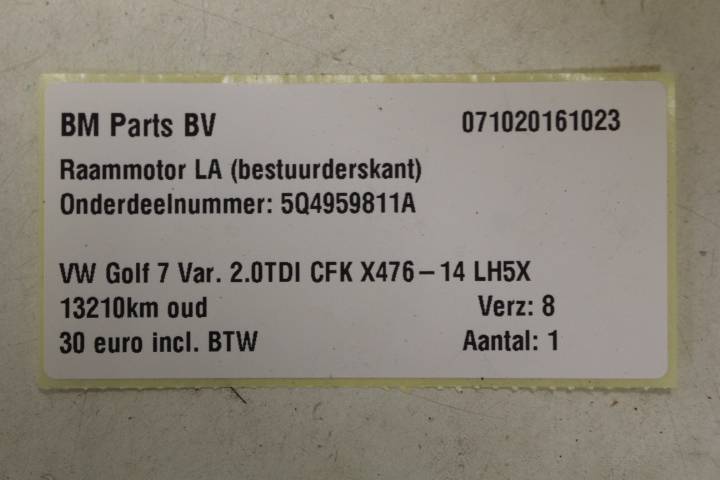 BM Parts BV 071020161023
Raammotor LA (bestuurderskant)
Onderdeelnummer: 5Q4959811A
VW Golf 7 Var. 2.0TDI CFK X476-14 LH5X
13210km oud Verz: 8
30 euro incl. BTW Aantal: 1